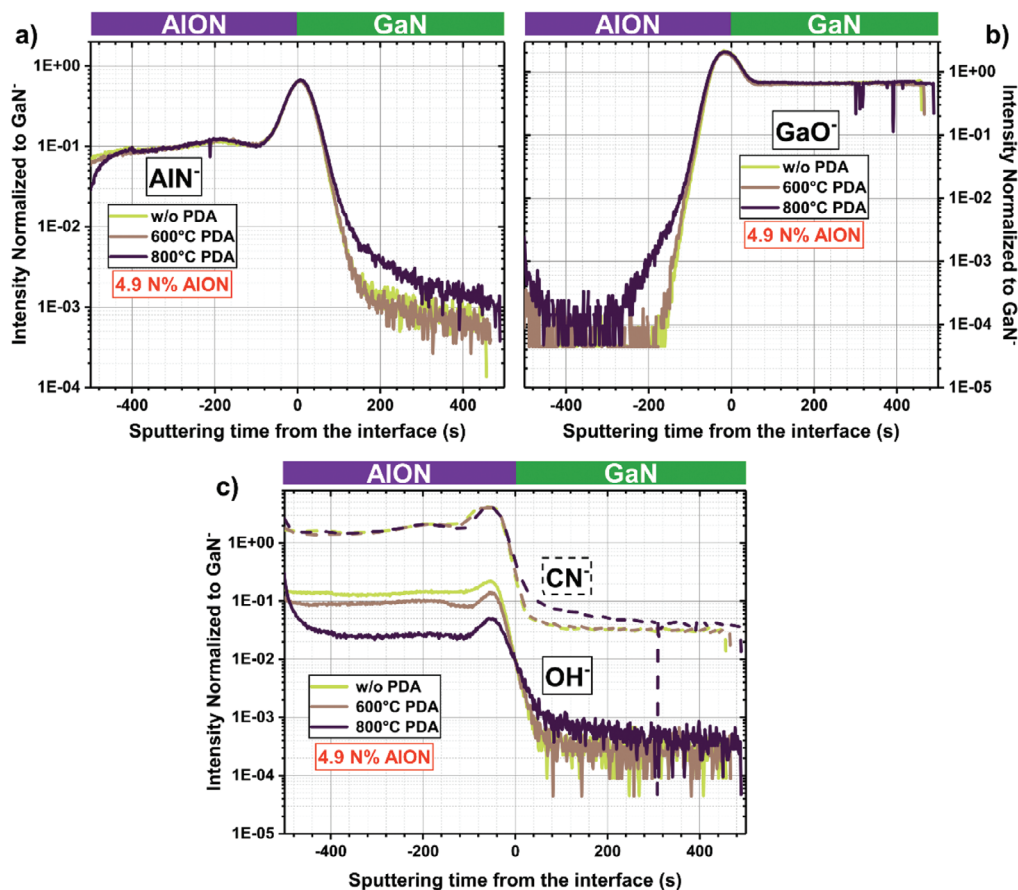 AlON GaN
a)
Intensity Normalized to GaN⁻
1E+00
1E-01
1E-02
1E-03
1E-04
AlN⁻
w/o PDA
600°C PDA
800°C PDA
4.9 N% AlON
-400 -200 0 200 400
Sputtering time from the interface (s)
AlON GaN
b)
1E+00
1E-01
1E-02
1E-03
1E-04
1E-05
Intensity Normalized to GaN⁻
GaO⁻
w/o PDA
600°C PDA
800°C PDA
4.9 N% AlON
-400 -200 0 200 400
Sputtering time from the interface (s)
AlON GaN
c)
Intensity Normalized to GaN⁻
1E+00
1E-01
1E-02
1E-03
1E-04
1E-05
CN⁻
OH⁻
w/o PDA
600°C PDA
800°C PDA
4.9 N% AlON
-400 -200 0 200 400
Sputtering time from the interface (s)